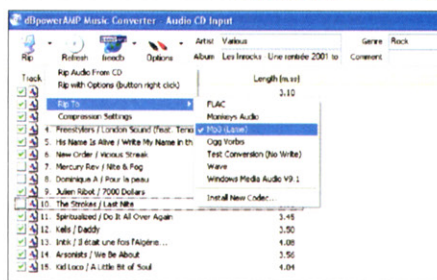 dBpowerAMP Music Converter - Audio CD Input
Rip Refresh freedb Options
Artist Various Genre Rock
Album Les Inrocks Une rentrée 2001 to Comment
Track Length (m.ss)
Rip Audio From CD
Rip with Options (button right click)
3.10
Rip To
Compression Settings
FLAC
Monkeys Audio
Mp3 (Lame)
Ogg Vorbis
Test Conversion (No Write)
Wave
Windows Media Audio V9.1
Install New Codec...
4. Freestylers / London Sound (feat. Teno
5. His Name Is Alive / Write My Name in th
6. New Order / Vicious Streak
7. Mercury Rev / Nite & Fog
8. Dominique A / Pour la peau
9. Julien Ribot / 7000 Dollars
10. The Strokes / Last Nite
11. Spiritualized / Do It All Over Again 3.45
12. Kelis / Daddy 3.50
13. Intik / Il était une fois l'Algérie... 4.08
14. Arsonists / We Be About 3.56
15. Kid Loco / A Little Bit of Soul 4.04